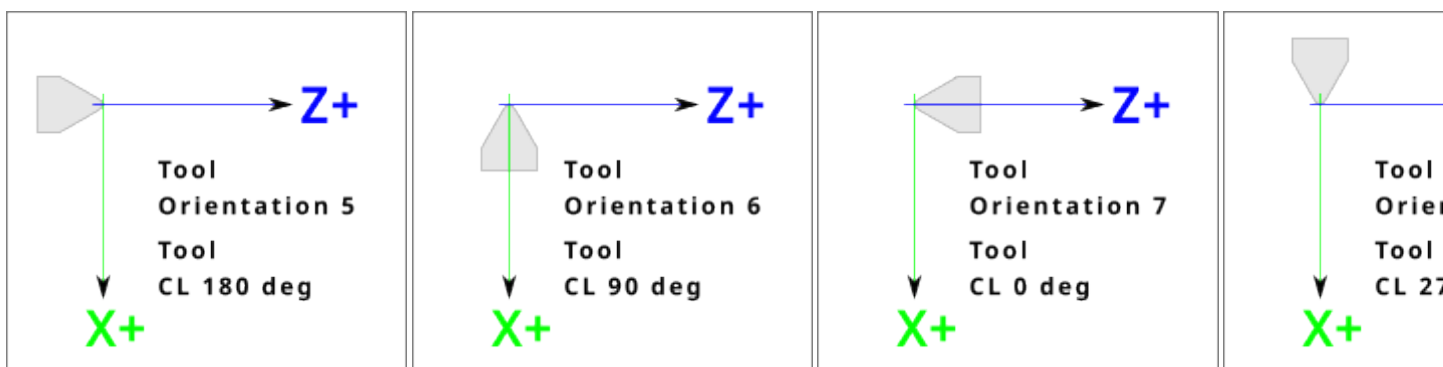 Z+
Tool
Orientation 5
Tool
CL 180 deg
X+
Z+
Tool
Orientation 6
Tool
CL 90 deg
X+
Z+
Tool
Orientation 7
Tool
CL 0 deg
X+
Tool
Tool
CL
X+